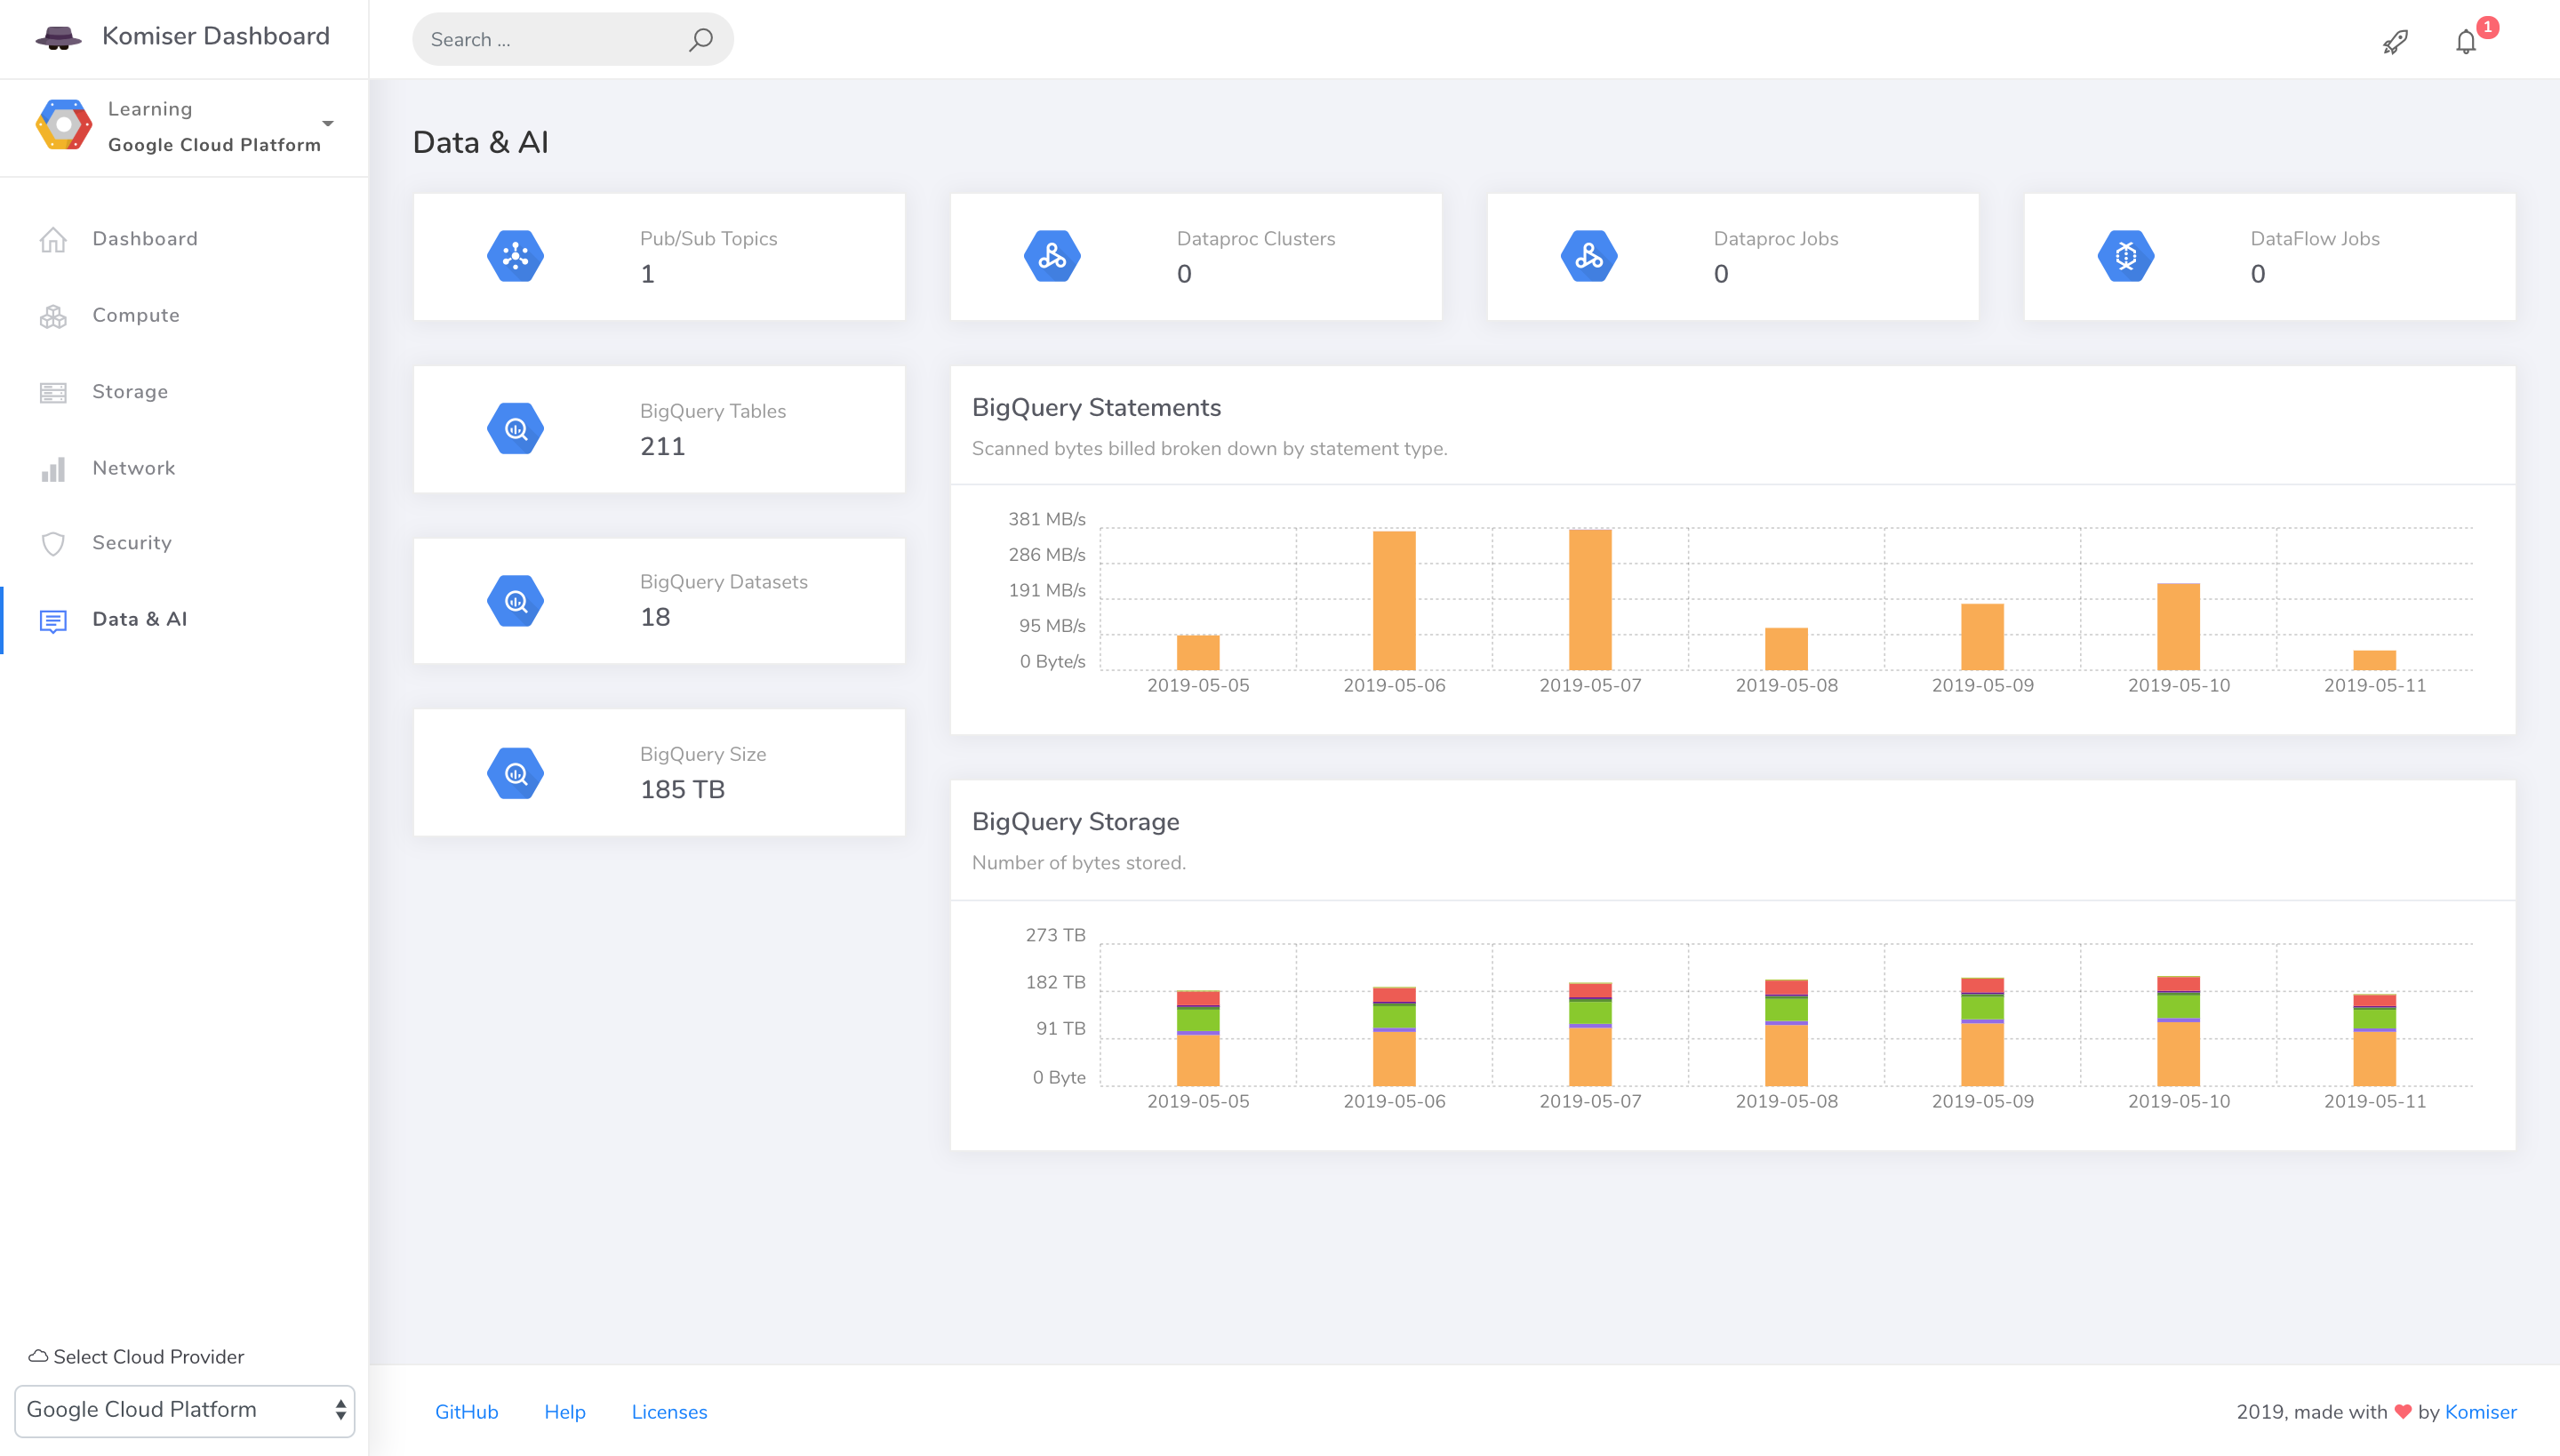 Komiser Dashboard
Search ...
1
Learning
Google Cloud Platform
Dashboard
Compute
Storage
Network
Security
Data & AI
Select Cloud Provider
Google Cloud Platform
Data & AI
Pub/Sub Topics
1
Dataproc Clusters
0
Dataproc Jobs
0
DataFlow Jobs
0
BigQuery Tables
211
BigQuery Datasets
18
BigQuery Size
185 TB
BigQuery Statements
Scanned bytes billed broken down by statement type.
381 MB/s
286 MB/s
191 MB/s
95 MB/s
0 Byte/s
2019-05-05 2019-05-06 2019-05-07 2019-05-08 2019-05-09 2019-05-10 2019-05-11
BigQuery Storage
Number of bytes stored.
273 TB
182 TB
91 TB
0 Byte
2019-05-05 2019-05-06 2019-05-07 2019-05-08 2019-05-09 2019-05-10 2019-05-11
GitHub Help Licenses
2019, made with ❤ by Komiser